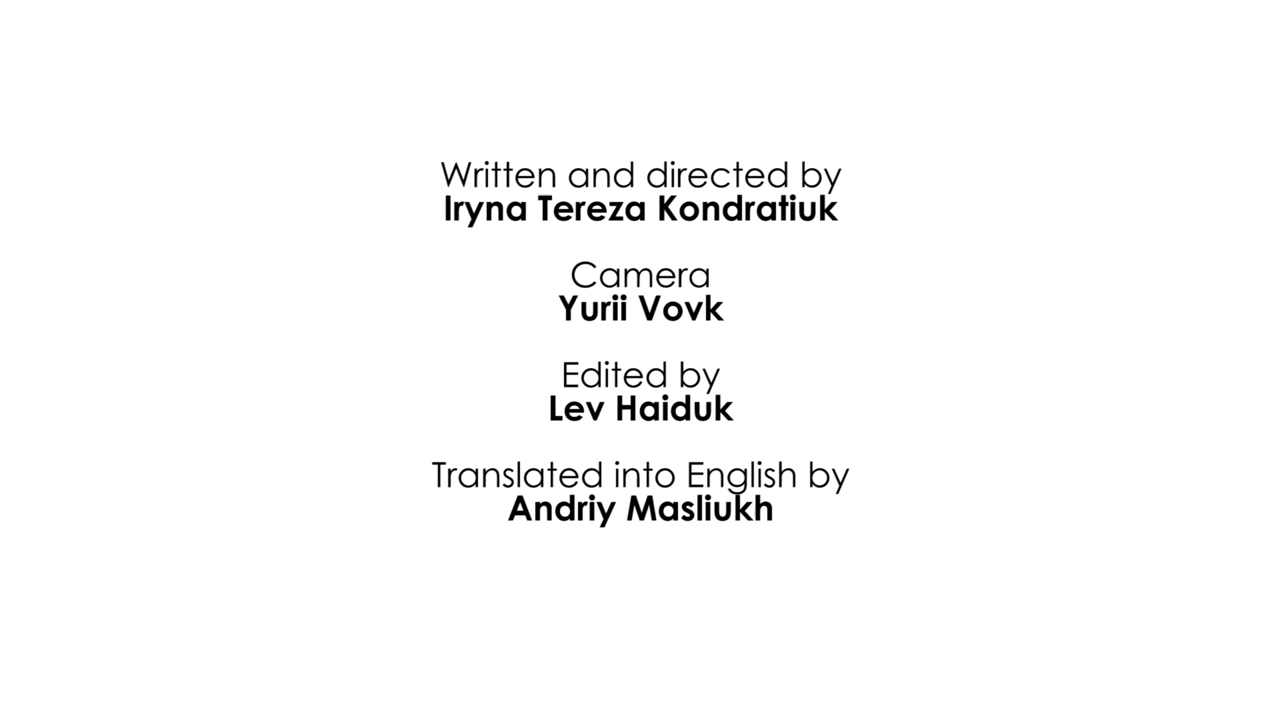 Written and directed by
Iryna Tereza Kondratiuk
Camera
Yurii Vovk
Edited by
Lev Haiduk
Translated into English by
Andriy Masliukh